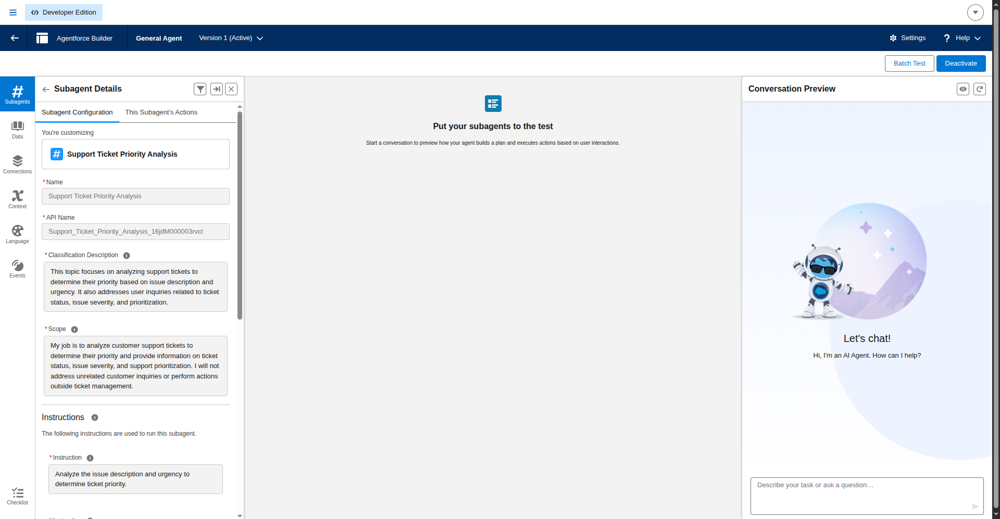 Developer Edition
Agentforce Builder
General Agent
Version 1 (Active)
Settings
Help
Batch Test
Deactivate
Subagents
Data
Connections
Context
Language
Events
Checklist
Subagent Details
Subagent Configuration
This Subagent's Actions
You're customizing
Support Ticket Priority Analysis
* Name
Support Ticket Priority Analysis
* API Name
Support_Ticket_Priority_Analysis_16jdM000003rvcl
* Classification Description
This topic focuses on analyzing support tickets to
determine their priority based on issue description and
urgency. It also addresses user inquiries related to ticket
status, issue severity, and prioritization.
* Scope
My job is to analyze customer support tickets to
determine their priority and provide information on ticket
status, issue severity, and support prioritization. I will not
address unrelated customer inquiries or perform actions
outside ticket management.
Instructions
The following instructions are used to run this subagent.
* Instruction
Analyze the issue description and urgency to
determine ticket priority.
Put your subagents to the test
Start a conversation to preview how your agent builds a plan and executes actions based on user interactions.
Conversation Preview
Let's chat!
Hi, I'm an AI Agent. How can I help?
Describe your task or ask a question…